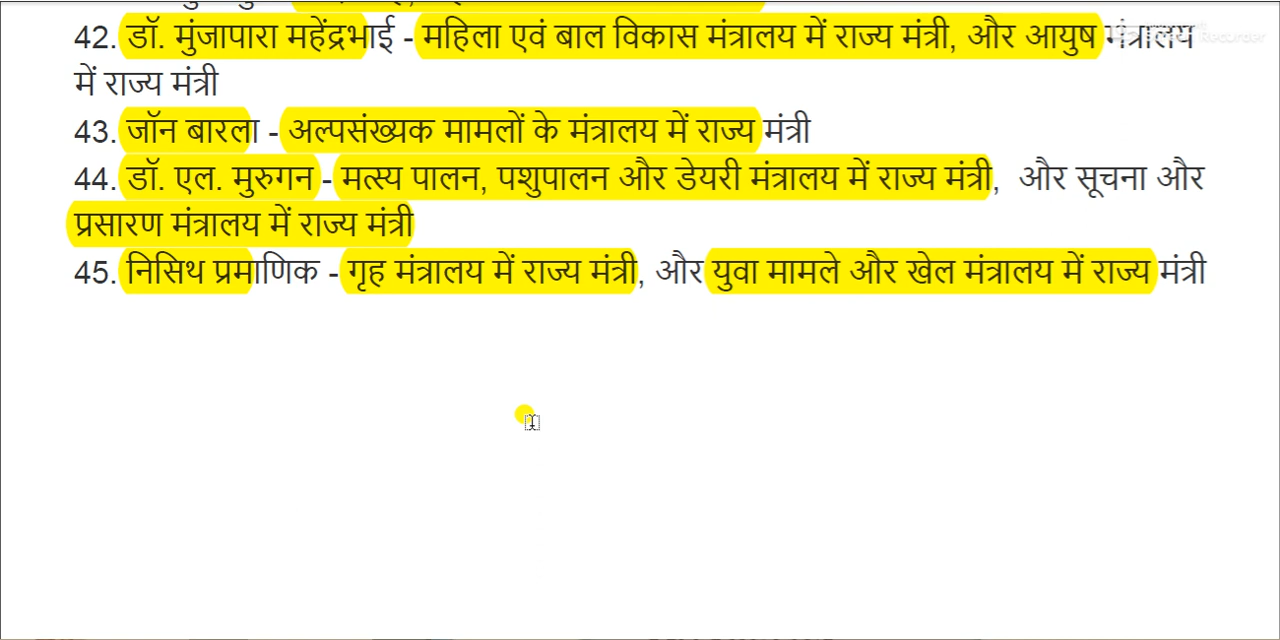 42. डॉ. मुंजापारा महेंद्रभाई - महिला एवं बाल विकास मंत्रालय में राज्य मंत्री, और आयुष मंत्रालय
में राज्य मंत्री
43. जॉन बारला - अल्पसंख्यक मामलों के मंत्रालय में राज्य मंत्री
44. डॉ. एल. मुरुगन - मत्स्य पालन, पशुपालन और डेयरी मंत्रालय में राज्य मंत्री, और सूचना और
प्रसारण मंत्रालय में राज्य मंत्री
45. निसिथ प्रमाणिक - गृह मंत्रालय में राज्य मंत्री, और युवा मामले और खेल मंत्रालय में राज्य मंत्री